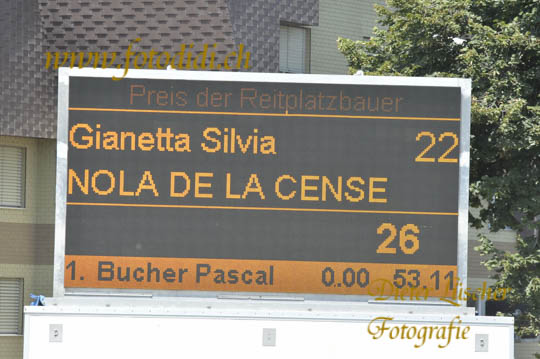 www.fotodidi.ch
Preis der Reitplatzbauer
Gianetta Silvia 22
NOLA DE LA CENSE
26
1. Bucher Pascal 0.00 53.11
Dieter Lischer
Fotografie